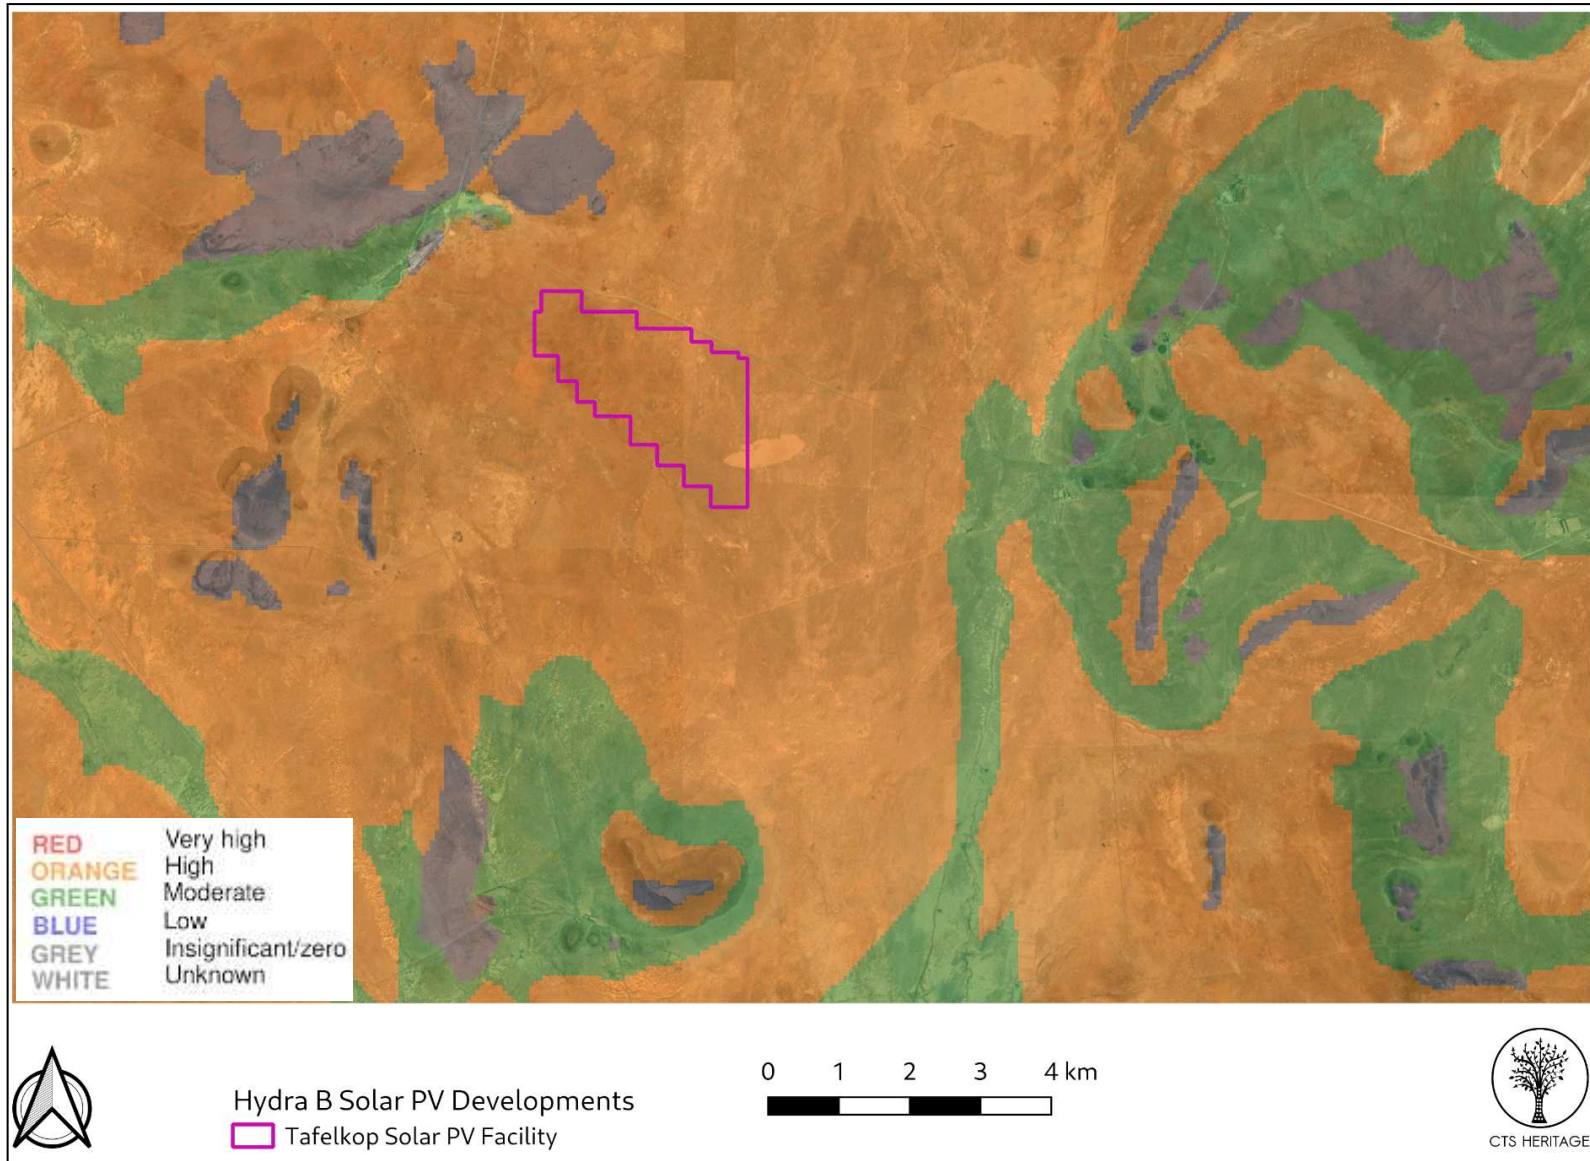 RED Very high
ORANGE High
GREEN Moderate
BLUE Low
GREY Insignificant/zero
WHITE Unknown
Hydra B Solar PV Developments
Tafelkop Solar PV Facility
0 1 2 3 4 km
CTS HERITAGE